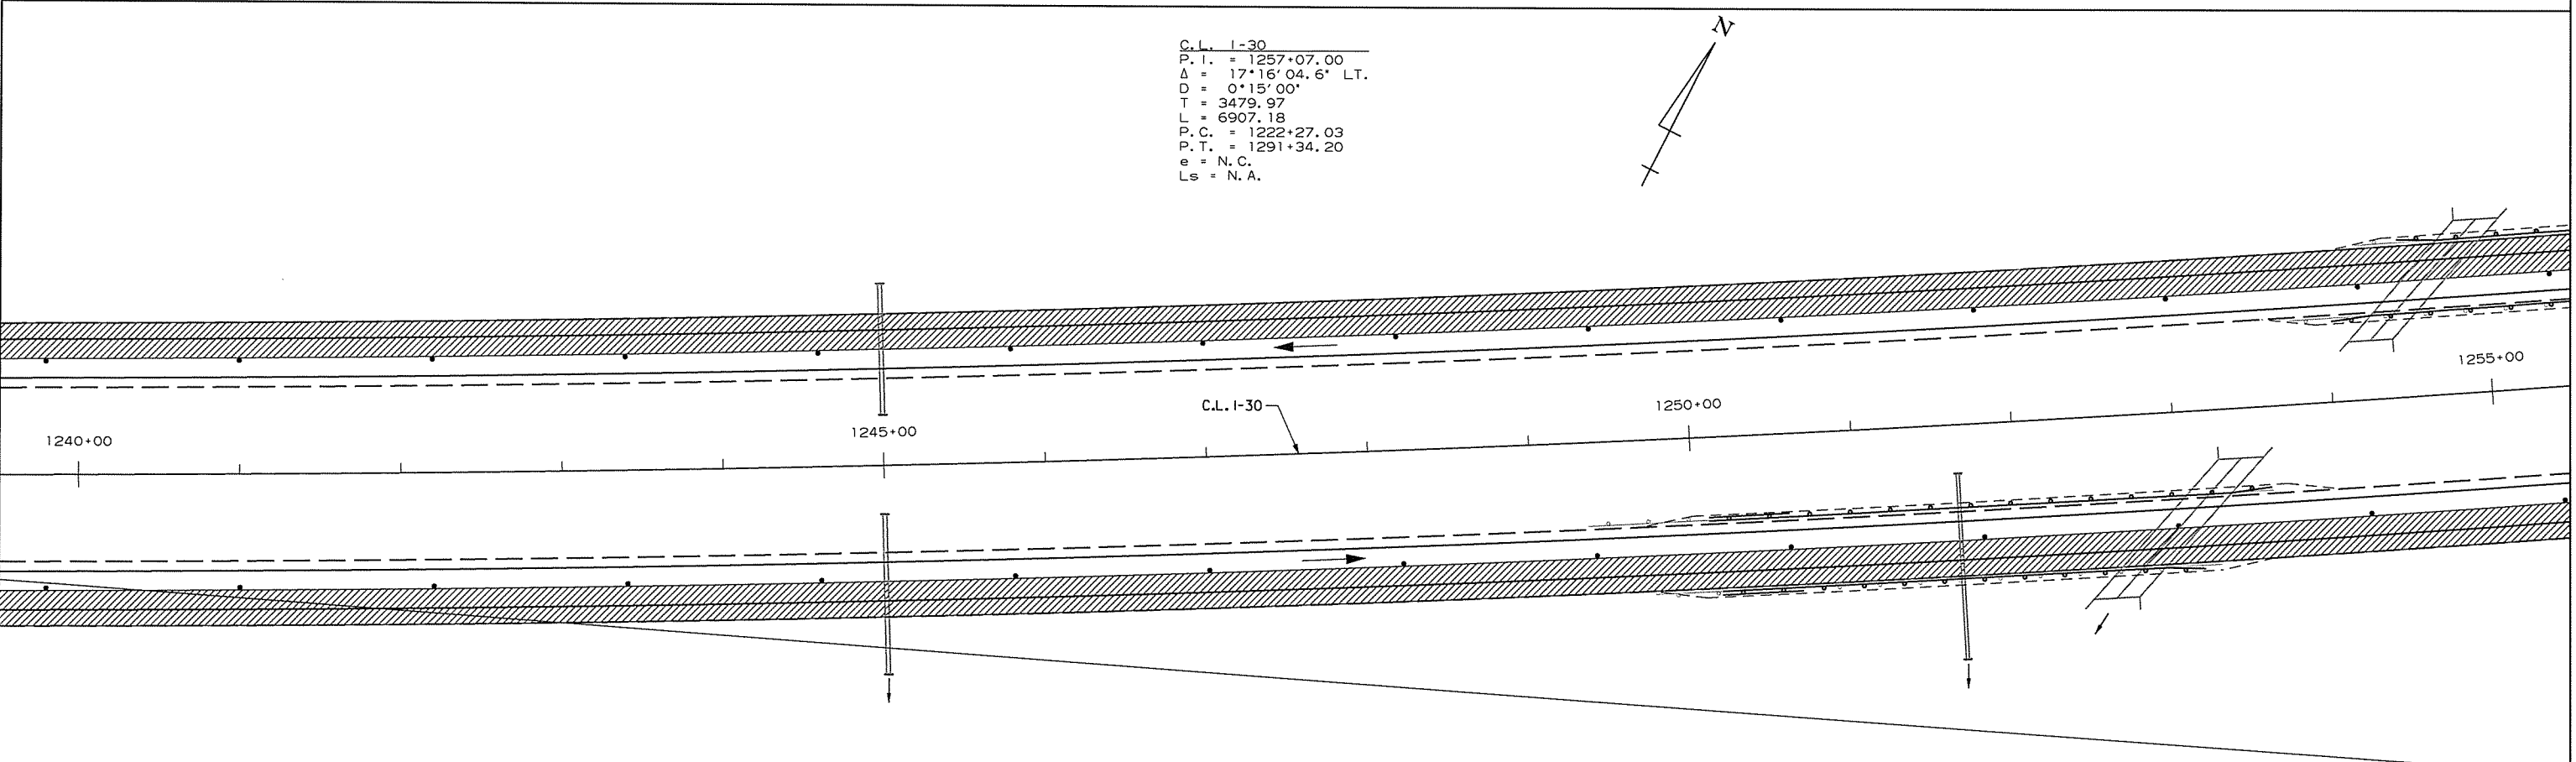 N
C.L. I-30
P.I. = 1257+07.00
Δ = 17°16'04.6" LT.
D = 0°15'00"
T = 3479.97
L = 6907.18
P.C. = 1222+27.03
P.T. = 1291+34.20
e = N.C.
Ls = N.A.
1255+00
C.L. I-30
1250+00
1245+00
1240+00